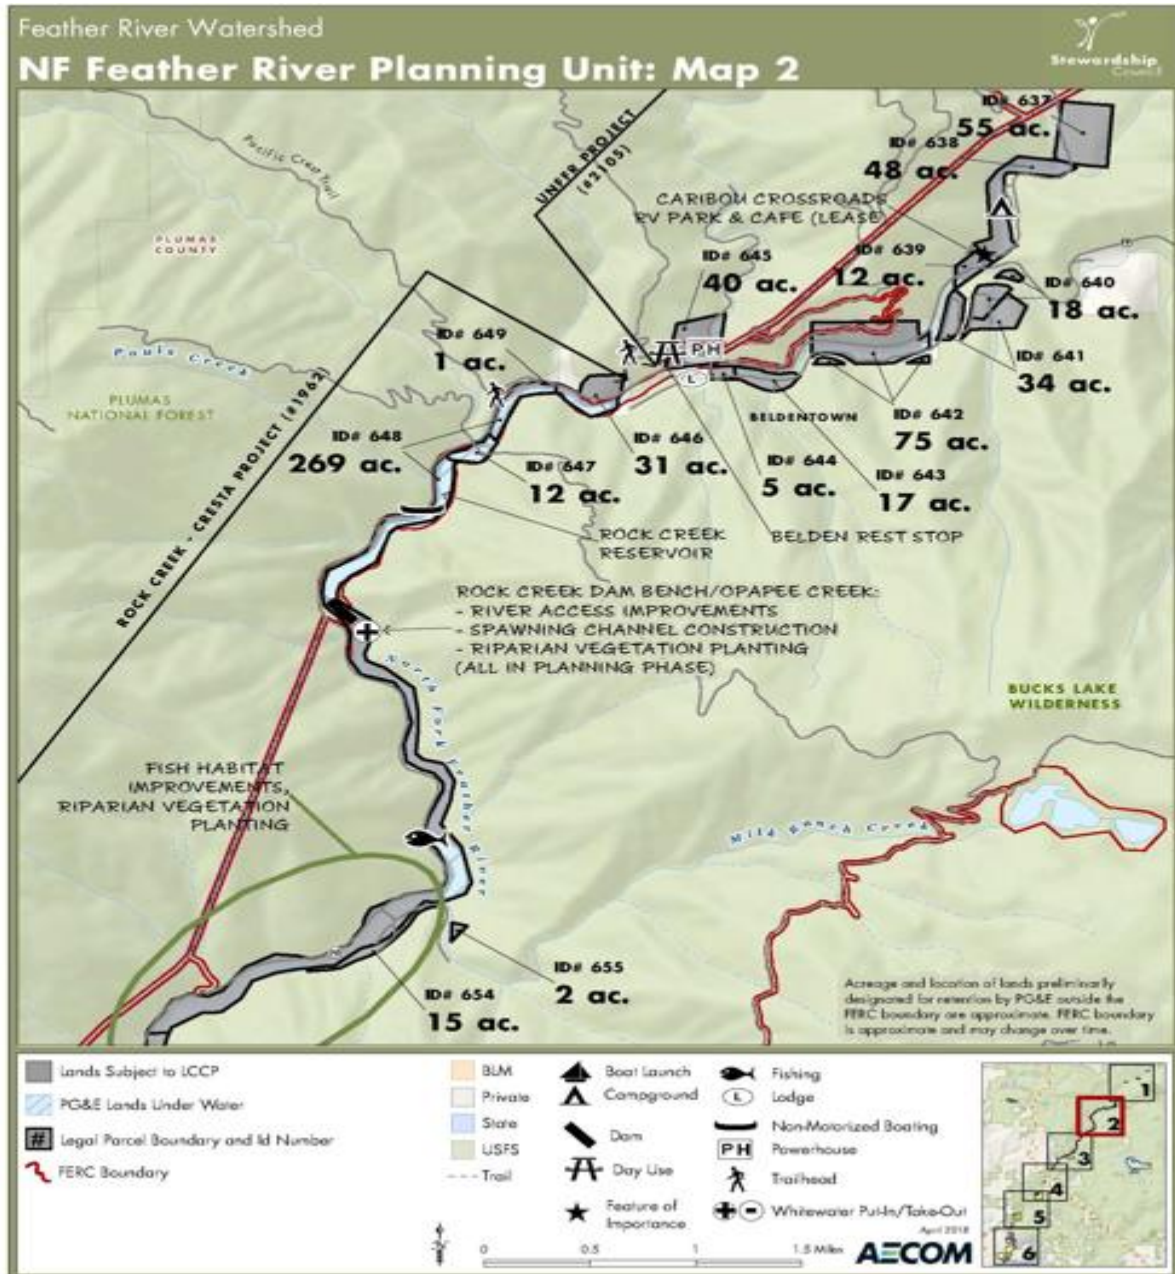 Feather River Watershed
NF Feather River Planning Unit: Map 2
Stewardship
Council
ID# 637
55 ac.
ID# 638
48 ac.
Pacific Crest Trail
UNFFR PROJECT
(#2105)
CARIBOU CROSSROADS
RV PARK & CAFE (LEASE)
PLUMAS
COUNTY
ID# 645
40 ac.
ID# 639
12 ac.
ID# 640
18 ac.
ID# 649
1 ac.
PH
L
ID# 641
34 ac.
PLUMAS
NATIONAL FOREST
ROCK CREEK - CRESTA PROJECT (#1962)
BELDENTOWN
ID# 642
75 ac.
ID# 648
269 ac.
ID# 646
31 ac.
ID# 647
12 ac.
ID# 644
5 ac.
ID# 643
17 ac.
ROCK CREEK
RESERVOIR
BELDEN REST STOP
ROCK CREEK DAM BENCH/OPAPEE CREEK:
- RIVER ACCESS IMPROVEMENTS
- SPAWNING CHANNEL CONSTRUCTION
- RIPARIAN VEGETATION PLANTING
(ALL IN PLANNING PHASE)
North Fork Feather River
BUCKS LAKE
WILDERNESS
FISH HABITAT
IMPROVEMENTS,
RIPARIAN VEGETATION
PLANTING
Creek
ID# 655
2 ac.
ID# 654
15 ac.
Acreage and location of lands preliminarily
designated for retention by PG&E outside the
FERC boundary are approximate. FERC boundary
is approximate and may change over time.
Lands Subject to LCCP
PG&E Lands Under Water
# Legal Parcel Boundary and Id Number
FERC Boundary
BLM
Private
State
USFS
Trail
Boat Launch
Campground
Dam
Day Use
Feature of
Importance
Fishing
L Lodge
Non-Motorized Boating
PH Powerhouse
Trailhead
Whitewater Put-In/Take-Out
April 2018
0 0.5 1 1.5 Miles
AECOM
1
2
3
4
5
6